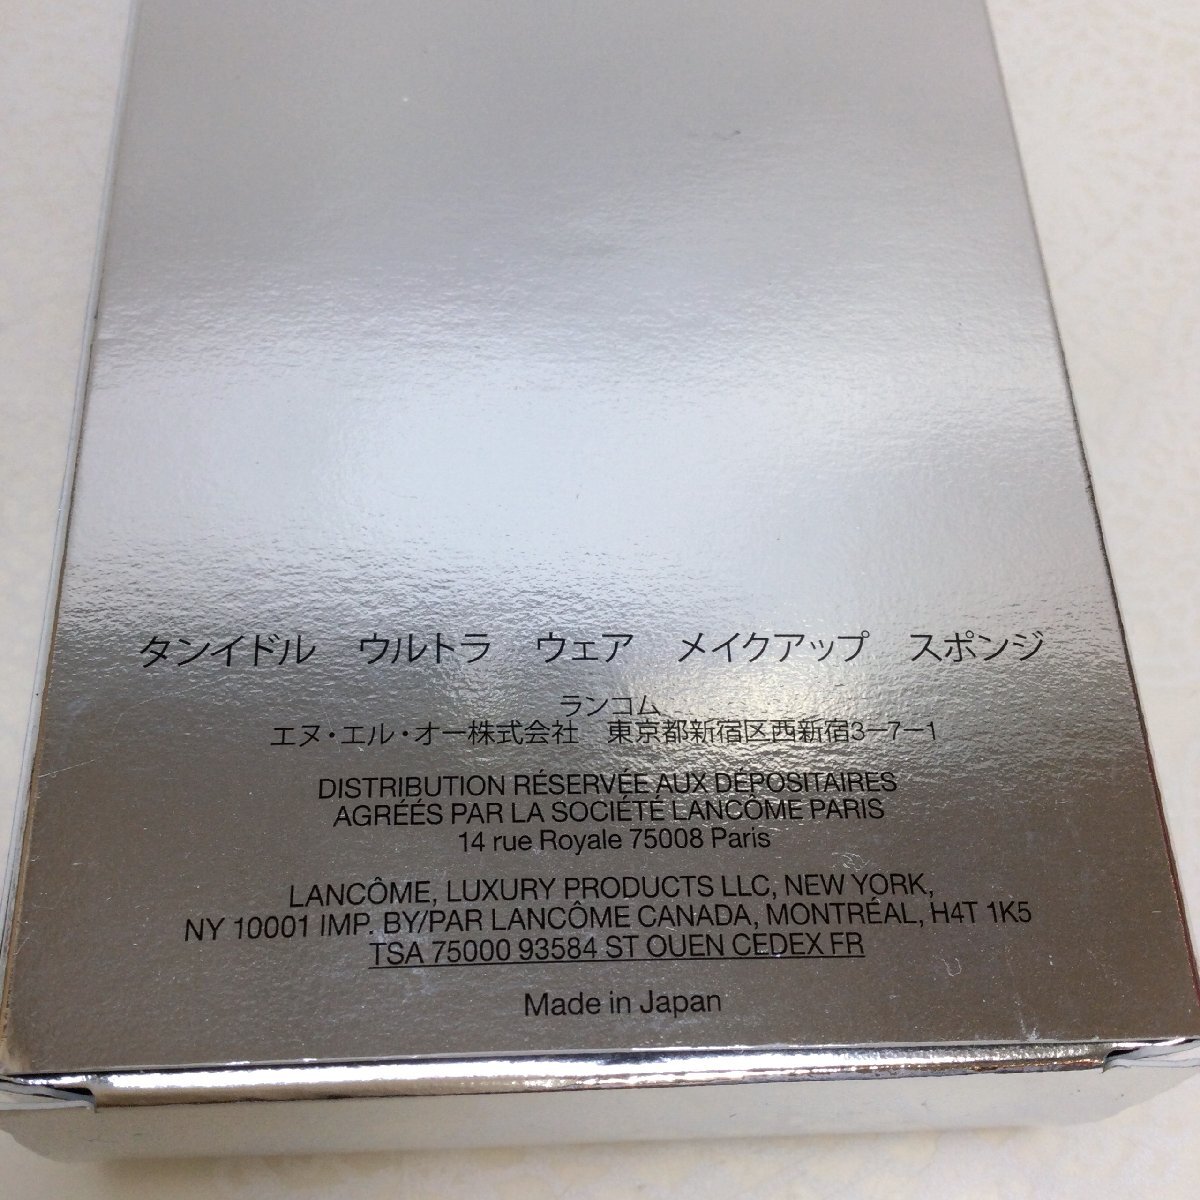 タンイドル　ウルトラ　ウェア　メイクアップ　スポンジ
ランコム
エヌ・エル・オー株式会社　東京都新宿区西新宿3−7−1
DISTRIBUTION RÉSERVÉE AUX DÉPOSITAIRES
AGRÉÉS PAR LA SOCIÉTÉ LANCÔME PARIS
14 rue Royale 75008 Paris
LANCÔME, LUXURY PRODUCTS LLC, NEW YORK,
NY 10001 IMP. BY/PAR LANCÔME CANADA, MONTRÉAL, H4T 1K5
TSA 75000 93584 ST OUEN CEDEX FR
Made in Japan